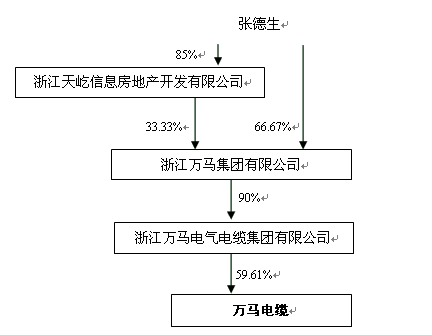 张德生
85%
浙江天屹信息房地产开发有限公司
33.33%
66.67%
浙江万马集团有限公司
90%
浙江万马电气电缆集团有限公司
59.61%
万马电缆